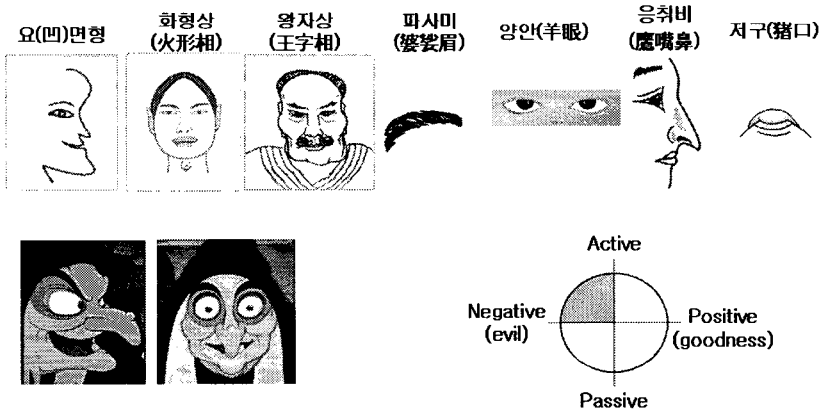 요(凹)면형
화형상
(火形相)
왕자상
(王字相)
파사미
(婆娑眉)
양안(羊眼)
응취비
(鷹嘴鼻)
저구(猪口)
Active
Negative
(evil)
Positive
(goodness)
Passive